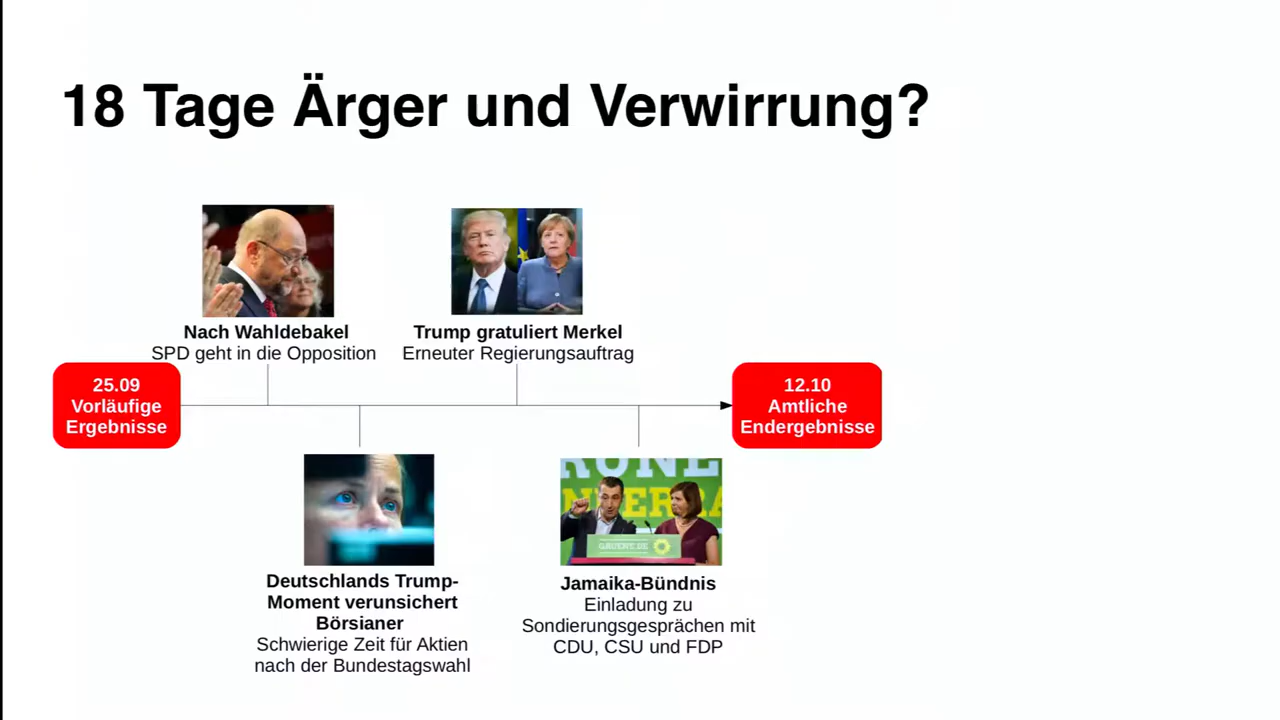 18 Tage Ärger und Verwirrung?
Nach Wahldebakel
SPD geht in die Opposition
Trump gratuliert Merkel
Erneuter Regierungsauftrag
25.09
Vorläufige
Ergebnisse
12.10
Amtliche
Endergebnisse
Deutschlands Trump-
Moment verunsichert
Börsianer
Schwierige Zeit für Aktien
nach der Bundestagswahl
GRUENE.DE
Jamaika-Bündnis
Einladung zu
Sondierungsgesprächen mit
CDU, CSU und FDP